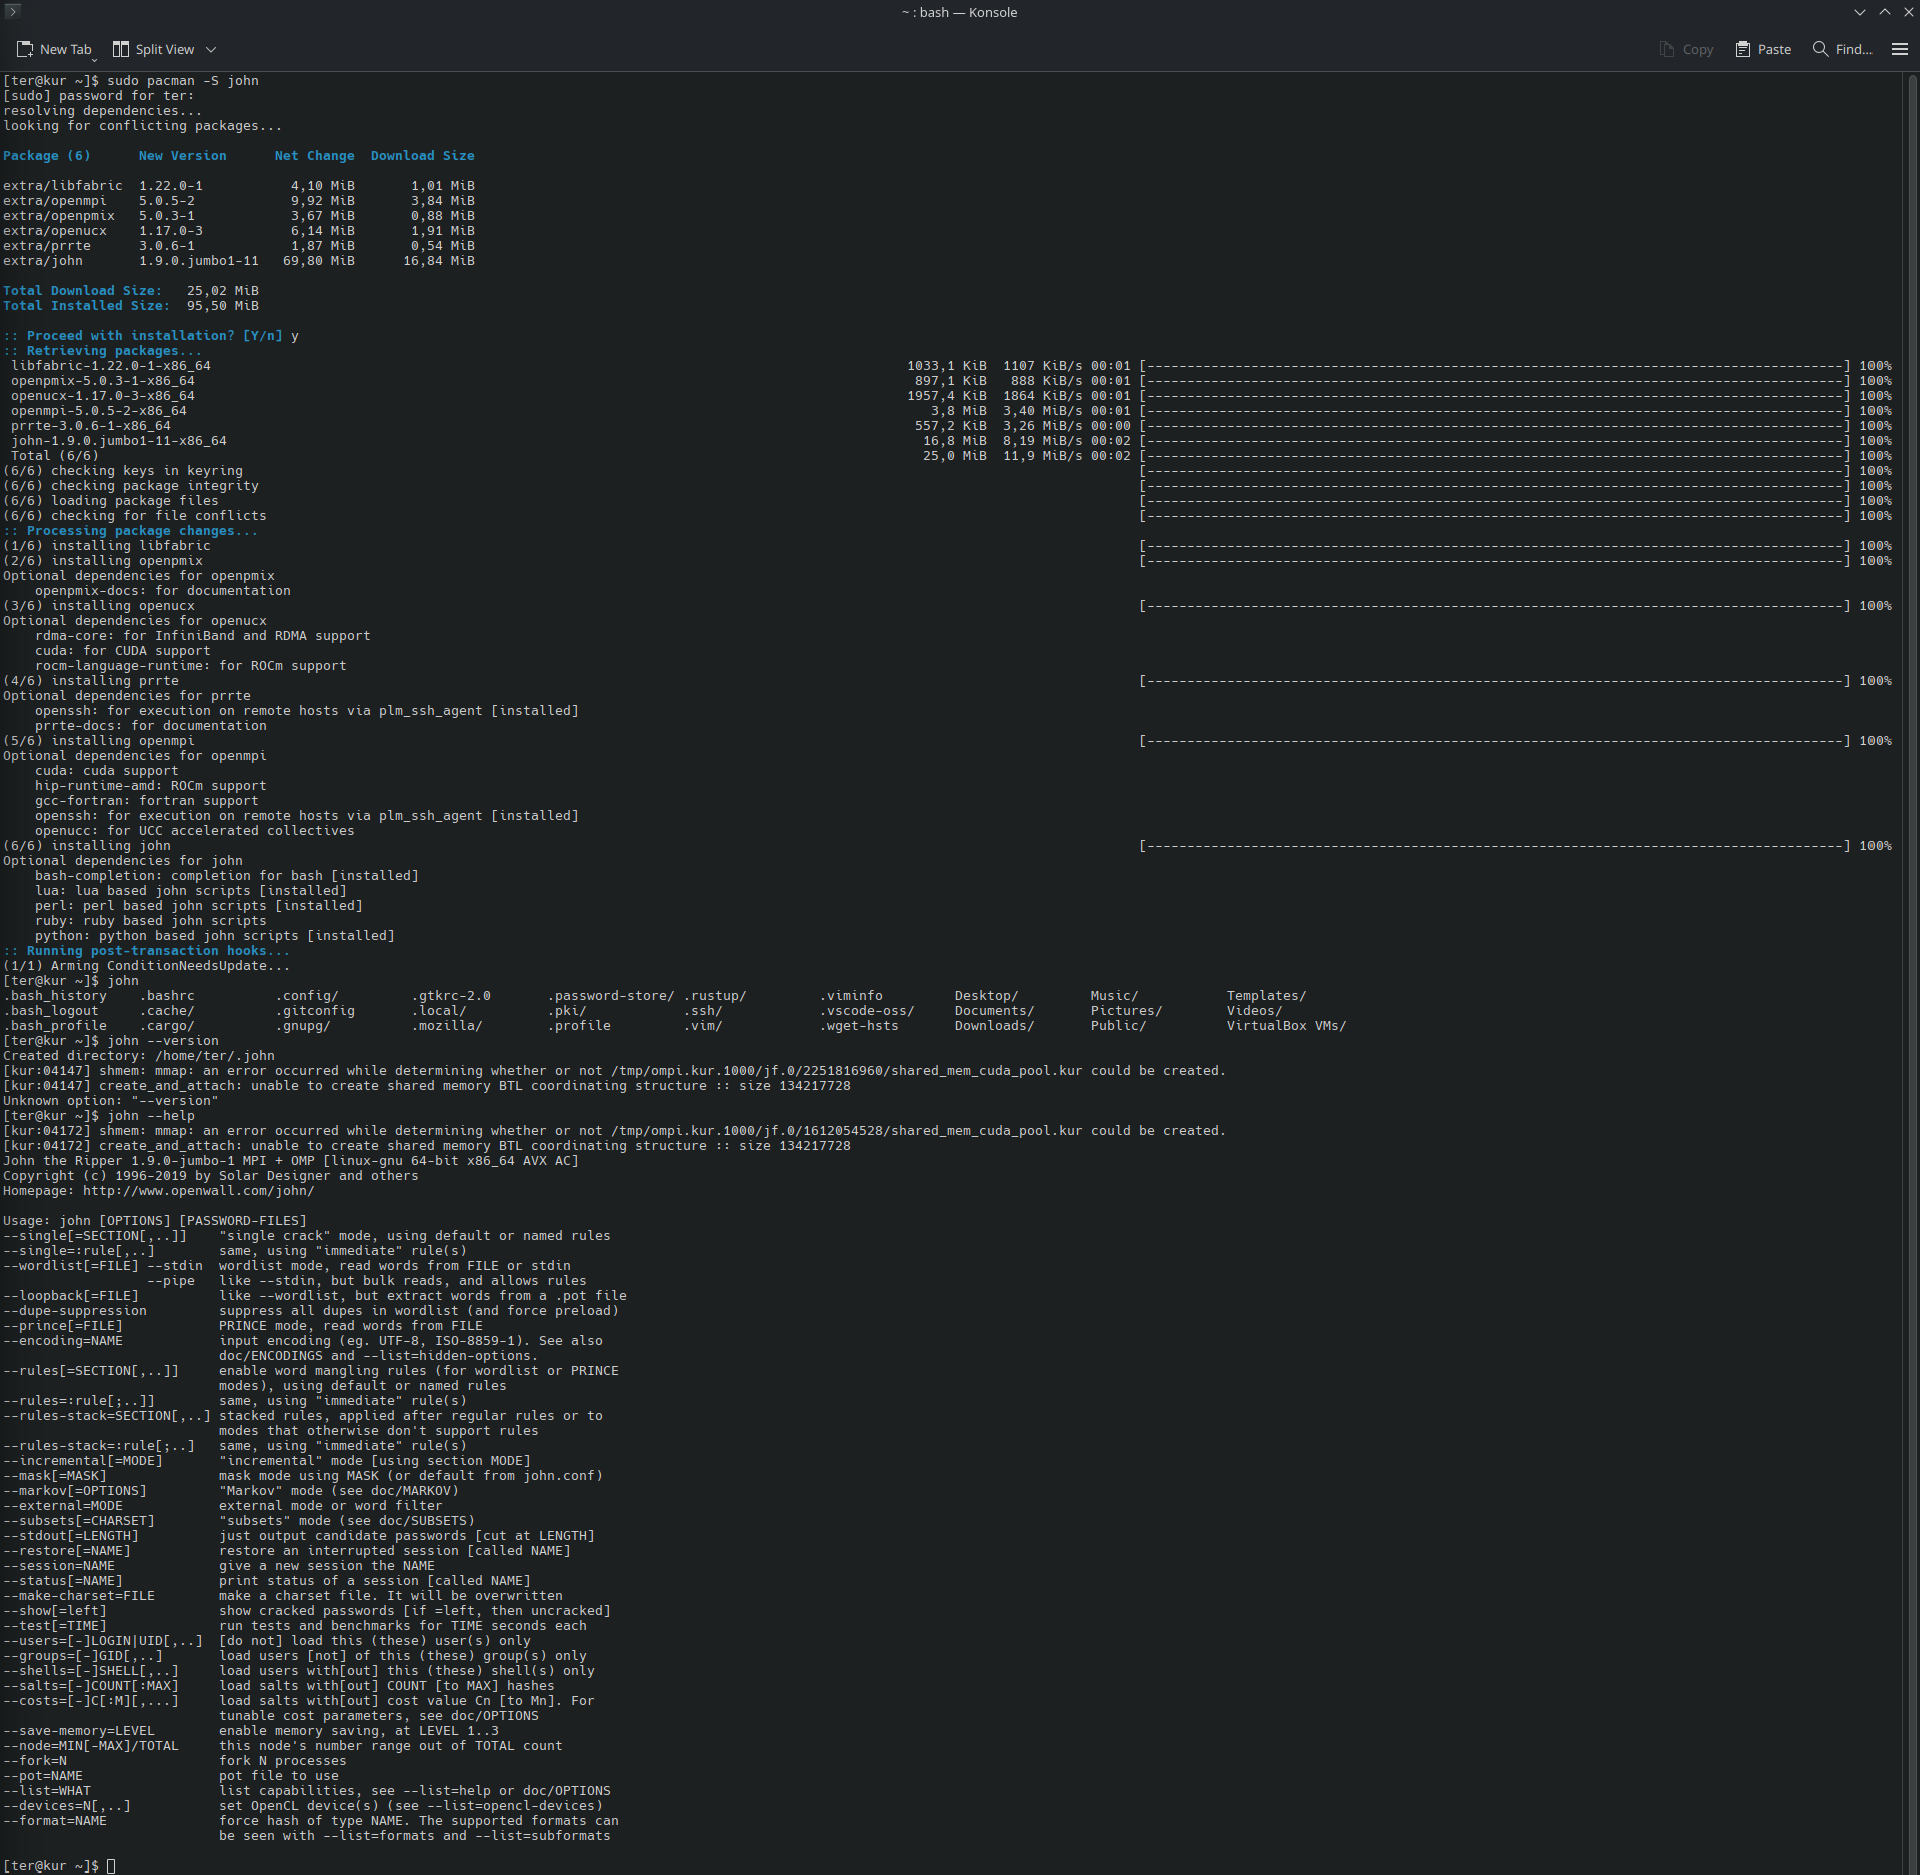 ~ : bash — Konsole
New Tab Split View Copy Paste Find...
[ter@kur ~]$ sudo pacman -S john
[sudo] password for ter:
resolving dependencies...
looking for conflicting packages...
Package (6)      New Version      Net Change  Download Size
extra/libfabric  1.22.0-1           4,10 MiB       1,01 MiB
extra/openmpi    5.0.5-2            9,92 MiB       3,84 MiB
extra/openpmix   5.0.3-1            3,67 MiB       0,88 MiB
extra/openucx    1.17.0-3           6,14 MiB       1,91 MiB
extra/prrte      3.0.6-1            1,87 MiB       0,54 MiB
extra/john       1.9.0.jumbo1-11   69,80 MiB      16,84 MiB
Total Download Size:   25,02 MiB
Total Installed Size:  95,50 MiB
:: Proceed with installation? [Y/n] y
:: Retrieving packages...
 libfabric-1.22.0-1-x86_64 1033,1 KiB  1107 KiB/s 00:01 [---------------------------------------------------------------------------------------] 100%
 openpmix-5.0.3-1-x86_64 897,1 KiB   888 KiB/s 00:01 [---------------------------------------------------------------------------------------] 100%
 openucx-1.17.0-3-x86_64 1957,4 KiB  1864 KiB/s 00:01 [---------------------------------------------------------------------------------------] 100%
 openmpi-5.0.5-2-x86_64 3,8 MiB  3,40 MiB/s 00:01 [---------------------------------------------------------------------------------------] 100%
 prrte-3.0.6-1-x86_64 557,2 KiB  3,26 MiB/s 00:00 [---------------------------------------------------------------------------------------] 100%
 john-1.9.0.jumbo1-11-x86_64 16,8 MiB  8,19 MiB/s 00:02 [---------------------------------------------------------------------------------------] 100%
 Total (6/6) 25,0 MiB  11,9 MiB/s 00:02 [---------------------------------------------------------------------------------------] 100%
(6/6) checking keys in keyring [---------------------------------------------------------------------------------------] 100%
(6/6) checking package integrity [---------------------------------------------------------------------------------------] 100%
(6/6) loading package files [---------------------------------------------------------------------------------------] 100%
(6/6) checking for file conflicts [---------------------------------------------------------------------------------------] 100%
:: Processing package changes...
(1/6) installing libfabric [---------------------------------------------------------------------------------------] 100%
(2/6) installing openpmix [---------------------------------------------------------------------------------------] 100%
Optional dependencies for openpmix
    openpmix-docs: for documentation
(3/6) installing openucx [---------------------------------------------------------------------------------------] 100%
Optional dependencies for openucx
    rdma-core: for InfiniBand and RDMA support
    cuda: for CUDA support
    rocm-language-runtime: for ROCm support
(4/6) installing prrte [---------------------------------------------------------------------------------------] 100%
Optional dependencies for prrte
    openssh: for execution on remote hosts via plm_ssh_agent [installed]
    prrte-docs: for documentation
(5/6) installing openmpi [---------------------------------------------------------------------------------------] 100%
Optional dependencies for openmpi
    cuda: cuda support
    hip-runtime-amd: ROCm support
    gcc-fortran: fortran support
    openssh: for execution on remote hosts via plm_ssh_agent [installed]
    openucc: for UCC accelerated collectives
(6/6) installing john [---------------------------------------------------------------------------------------] 100%
Optional dependencies for john
    bash-completion: completion for bash [installed]
    lua: lua based john scripts [installed]
    perl: perl based john scripts [installed]
    ruby: ruby based john scripts
    python: python based john scripts [installed]
:: Running post-transaction hooks...
(1/1) Arming ConditionNeedsUpdate...
[ter@kur ~]$ john
.bash_history    .bashrc          .config/         .gtkrc-2.0       .password-store/ .rustup/         .viminfo         Desktop/         Music/           Templates/
.bash_logout     .cache/          .gitconfig       .local/          .pki/            .ssh/            .vscode-oss/     Documents/       Pictures/        Videos/
.bash_profile    .cargo/          .gnupg/          .mozilla/        .profile         .vim/            .wget-hsts       Downloads/       Public/          VirtualBox VMs/
[ter@kur ~]$ john --version
Created directory: /home/ter/.john
[kur:04147] shmem: mmap: an error occurred while determining whether or not /tmp/ompi.kur.1000/jf.0/2251816960/shared_mem_cuda_pool.kur could be created.
[kur:04147] create_and_attach: unable to create shared memory BTL coordinating structure :: size 134217728
Unknown option: "--version"
[ter@kur ~]$ john --help
[kur:04172] shmem: mmap: an error occurred while determining whether or not /tmp/ompi.kur.1000/jf.0/1612054528/shared_mem_cuda_pool.kur could be created.
[kur:04172] create_and_attach: unable to create shared memory BTL coordinating structure :: size 134217728
John the Ripper 1.9.0-jumbo-1 MPI + OMP [linux-gnu 64-bit x86_64 AVX AC]
Copyright (c) 1996-2019 by Solar Designer and others
Homepage: http://www.openwall.com/john/
Usage: john [OPTIONS] [PASSWORD-FILES]
--single[=SECTION[,..]]    "single crack" mode, using default or named rules
--single=:rule[,..]        same, using "immediate" rule(s)
--wordlist[=FILE] --stdin  wordlist mode, read words from FILE or stdin
                  --pipe   like --stdin, but bulk reads, and allows rules
--loopback[=FILE]          like --wordlist, but extract words from a .pot file
--dupe-suppression         suppress all dupes in wordlist (and force preload)
--prince[=FILE]            PRINCE mode, read words from FILE
--encoding=NAME            input encoding (eg. UTF-8, ISO-8859-1). See also
                           doc/ENCODINGS and --list=hidden-options.
--rules[=SECTION[,..]]     enable word mangling rules (for wordlist or PRINCE
                           modes), using default or named rules
--rules=:rule[;..]]        same, using "immediate" rule(s)
--rules-stack=SECTION[,..] stacked rules, applied after regular rules or to
                           modes that otherwise don't support rules
--rules-stack=:rule[;..]   same, using "immediate" rule(s)
--incremental[=MODE]       "incremental" mode [using section MODE]
--mask[=MASK]              mask mode using MASK (or default from john.conf)
--markov[=OPTIONS]         "Markov" mode (see doc/MARKOV)
--external=MODE            external mode or word filter
--subsets[=CHARSET]        "subsets" mode (see doc/SUBSETS)
--stdout[=LENGTH]          just output candidate passwords [cut at LENGTH]
--restore[=NAME]           restore an interrupted session [called NAME]
--session=NAME             give a new session the NAME
--status[=NAME]            print status of a session [called NAME]
--make-charset=FILE        make a charset file. It will be overwritten
--show[=left]              show cracked passwords [if =left, then uncracked]
--test[=TIME]              run tests and benchmarks for TIME seconds each
--users=[-]LOGIN|UID[,..]  [do not] load this (these) user(s) only
--groups=[-]GID[,..]       load users [not] of this (these) group(s) only
--shells=[-]SHELL[,..]     load users with[out] this (these) shell(s) only
--salts=[-]COUNT[:MAX]     load salts with[out] COUNT [to MAX] hashes
--costs=[-]C[:M][,...]     load salts with[out] cost value Cn [to Mn]. For
                           tunable cost parameters, see doc/OPTIONS
--save-memory=LEVEL        enable memory saving, at LEVEL 1..3
--node=MIN[-MAX]/TOTAL     this node's number range out of TOTAL count
--fork=N                   fork N processes
--pot=NAME                 pot file to use
--list=WHAT                list capabilities, see --list=help or doc/OPTIONS
--devices=N[,..]           set OpenCL device(s) (see --list=opencl-devices)
--format=NAME              force hash of type NAME. The supported formats can
                           be seen with --list=formats and --list=subformats
[ter@kur ~]$